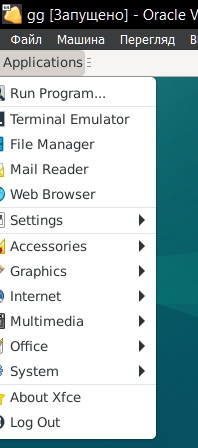 gg [Запущено] - Oracle V
Файл Машина Перегляд В
Applications
Run Program...
Terminal Emulator
File Manager
Mail Reader
Web Browser
Settings
Accessories
Graphics
Internet
Multimedia
Office
System
About Xfce
Log Out